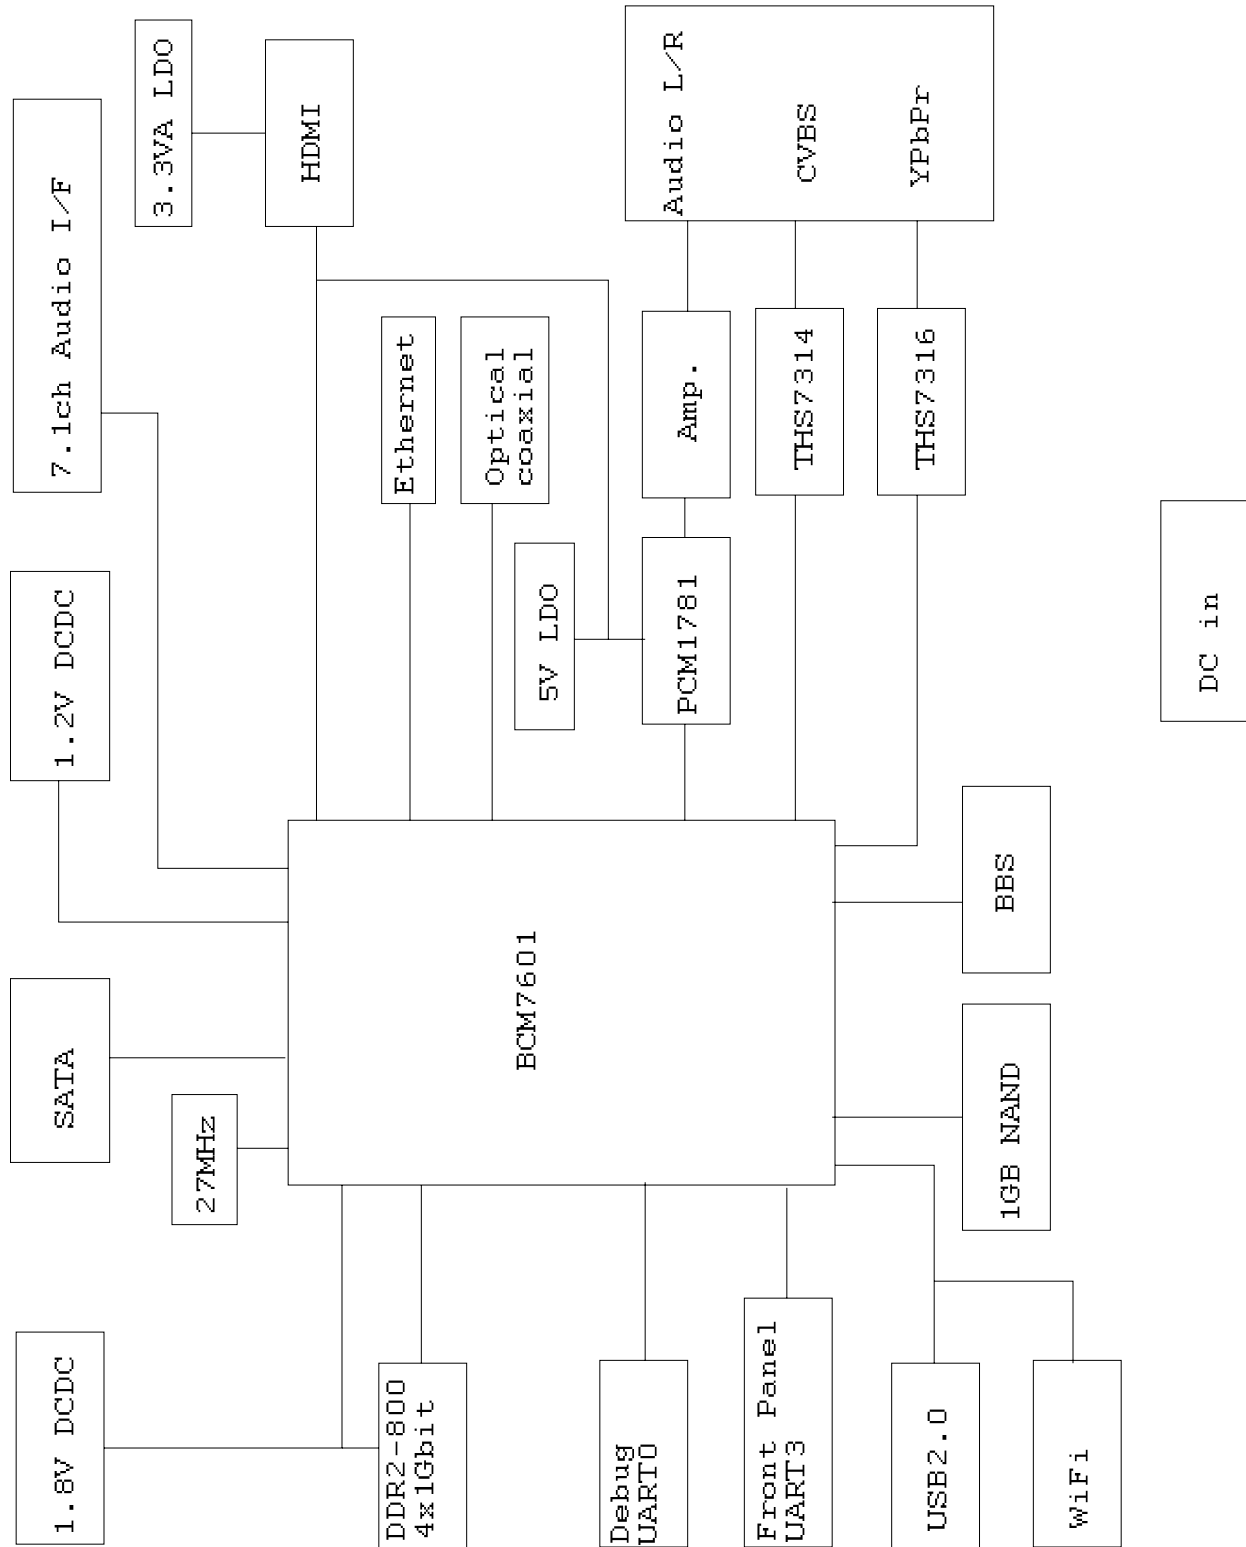 1.8V DCDC
27MHz
SATA
1.2V DCDC
7.1ch Audio I/F
3.3VA LDO
HDMI
DDR2-800
4x1Gbit
Ethernet
Optical
coaxial
BCM7601
5V LDO
Debug
UART0
PCM1781
Amp.
Audio L/R
Front Panel
UART3
THS7314
CVBS
USB2.0
THS7316
YPbPr
1GB NAND
BBS
WiFi
DC in